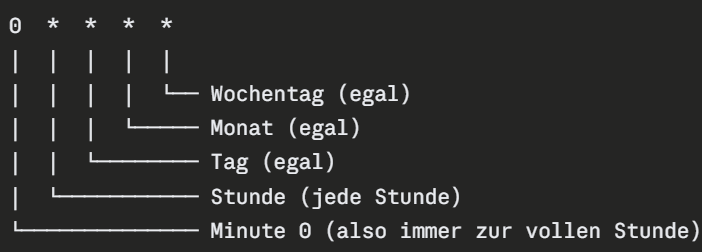 0 * * * *
Wochentag (egal)
Monat (egal)
Tag (egal)
Stunde (jede Stunde)
Minute 0 (also immer zur vollen Stunde)